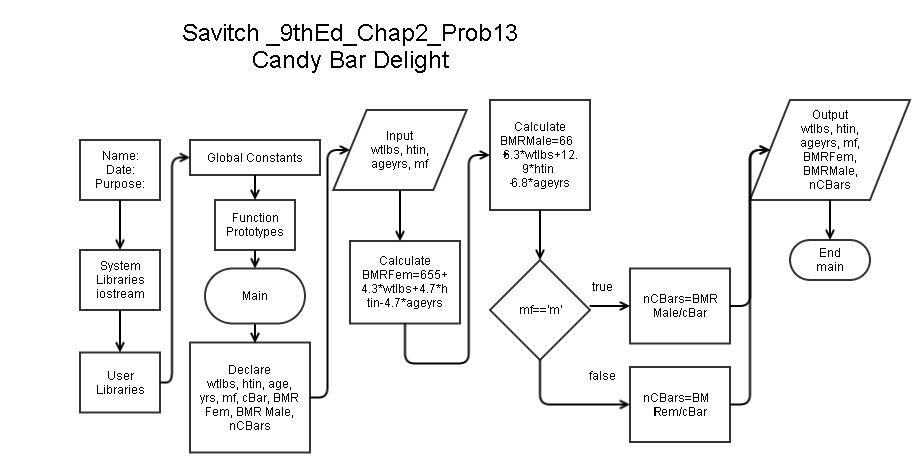 Savitch _9thEd_Chap2_Prob13
Candy Bar Delight
Name:
Date:
Purpose:
System
Libraries
iostream
User
Libraries
Global Constants
Function
Prototypes
Main
Declare
wtlbs, htin, age,
yrs, mf, cBar, BMR
Fem, BMR Male,
nCBars
Input
wtlbs, htin,
ageyrs, mf
Calculate
BMRFem=655+
4.3*wtlbs+4.7*h
tin-4.7*ageyrs
Calculate
BMRMale=66
6.3*wtlbs+12.
9*htin
-6.8*ageyrs
mf=='m'
true
false
nCBars=BMR
Male/cBar
nCBars=BM
Rem/cBar
Output
wtlbs, htin,
ageyrs, mf,
BMRFem,
BMRMale,
nCBars
End
main